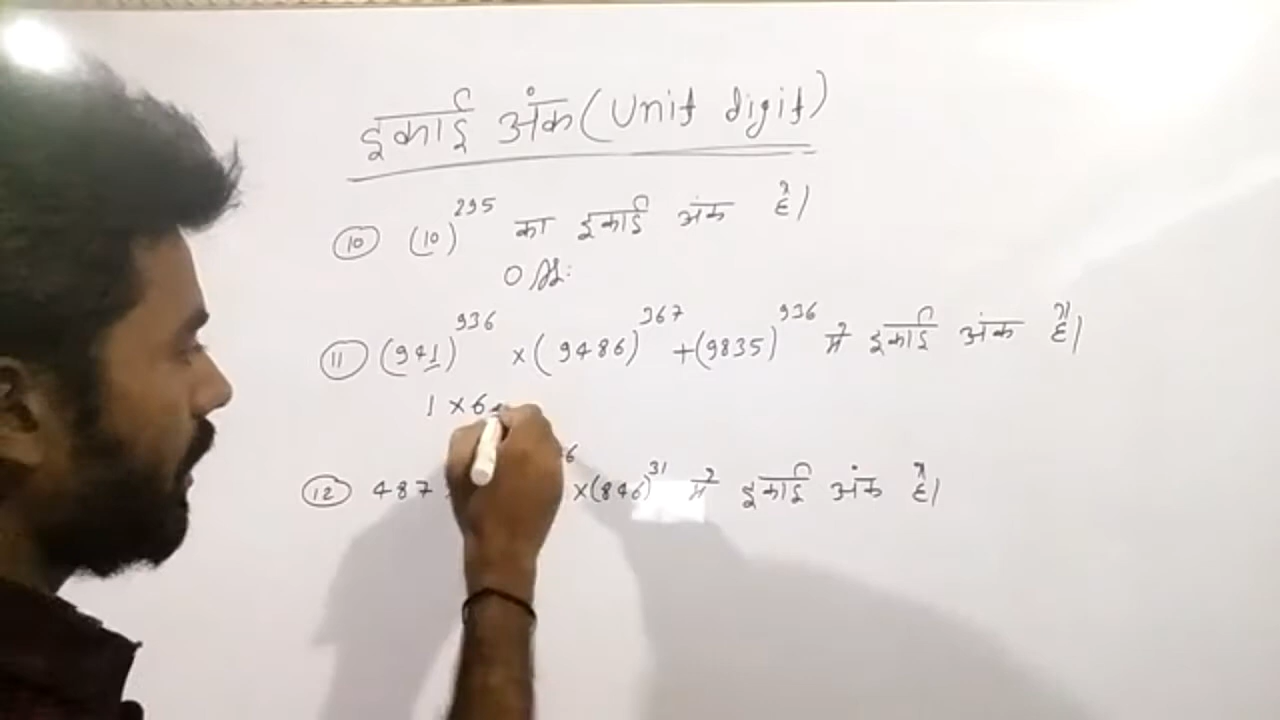 इकाई अंक (Unit digit)
10 (10)^295 का इकाई अंक है।
0
11 (941)^936 × (9486)^367 + (9835)^936 में इकाई अंक है।
1 × 6
12 487 ×(846)^31 में इकाई अंक है।